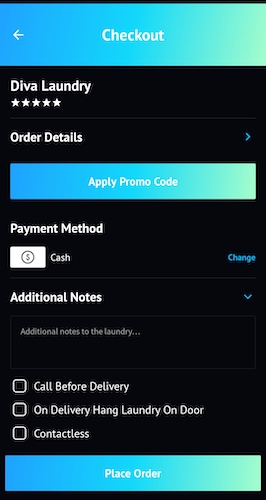 Checkout
Diva Laundry
Order Details
Apply Promo Code
Payment Method
$ Cash Change
Additional Notes
Additional notes to the laundry...
Call Before Delivery
On Delivery Hang Laundry On Door
Contactless
Place Order